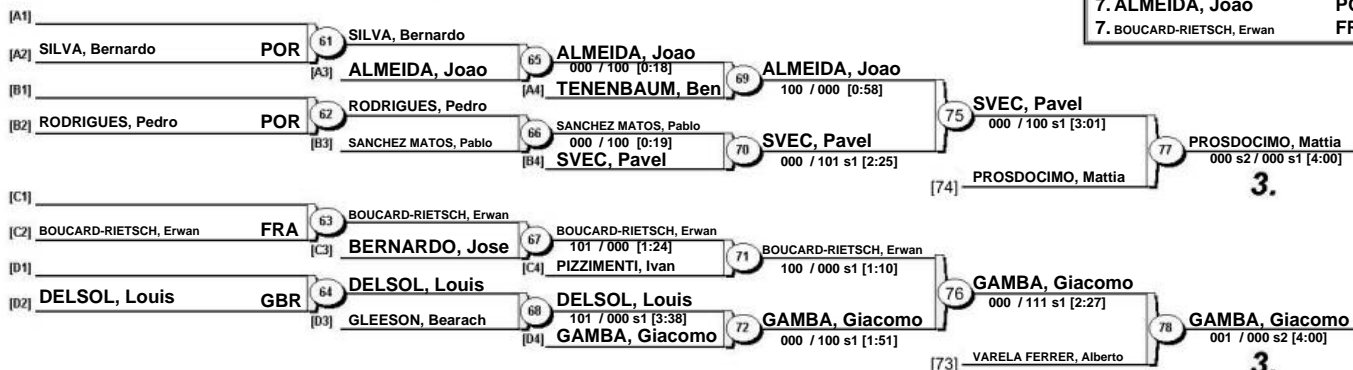 7. ALMEIDA, Joao PO
7. BOUCARD-RIETSCH, Erwan FR
[A1]
[A2] SILVA, Bernardo POR
61
SILVA, Bernardo
[A3] ALMEIDA, Joao
65
ALMEIDA, Joao
000 / 100 [0:18]
[A4] TENENBAUM, Ben
69
ALMEIDA, Joao
100 / 000 [0:58]
[B1]
[B2] RODRIGUES, Pedro POR
62
RODRIGUES, Pedro
[B3] SANCHEZ MATOS, Pablo
66
SANCHEZ MATOS, Pablo
000 / 100 [0:19]
[B4] SVEC, Pavel
70
SVEC, Pavel
000 / 101 s1 [2:25]
75
SVEC, Pavel
000 / 100 s1 [3:01]
[74] PROSDOCIMO, Mattia
77
PROSDOCIMO, Mattia
000 s2 / 000 s1 [4:00]
3.
[C1]
[C2] BOUCARD-RIETSCH, Erwan FRA
63
BOUCARD-RIETSCH, Erwan
[C3] BERNARDO, Jose
67
BOUCARD-RIETSCH, Erwan
101 / 000 [1:24]
[C4] PIZZIMENTI, Ivan
71
BOUCARD-RIETSCH, Erwan
100 / 000 s1 [1:10]
[D1]
[D2] DELSOL, Louis GBR
64
DELSOL, Louis
[D3] GLEESON, Bearach
68
DELSOL, Louis
101 / 000 s1 [3:38]
[D4] GAMBA, Giacomo
72
GAMBA, Giacomo
000 / 100 s1 [1:51]
76
GAMBA, Giacomo
000 / 111 s1 [2:27]
[73] VARELA FERRER, Alberto
78
GAMBA, Giacomo
001 / 000 s2 [4:00]
3.